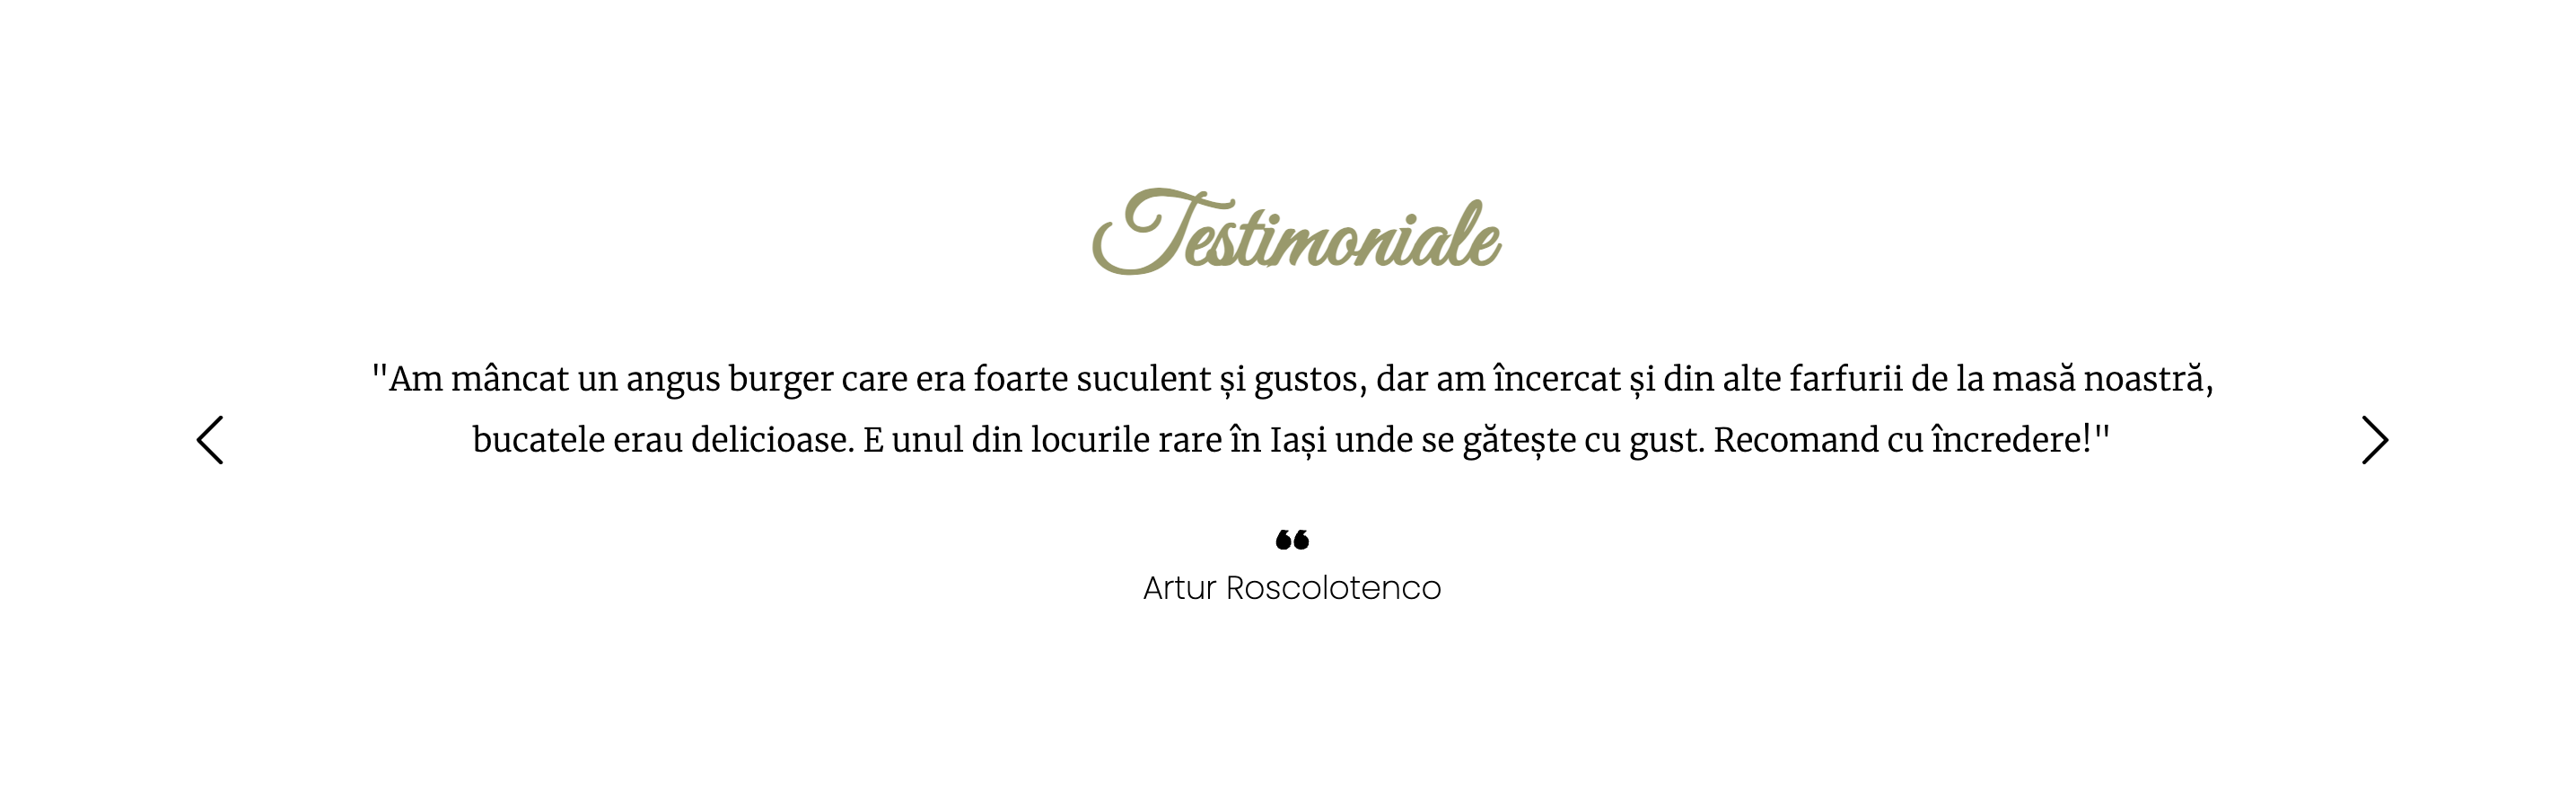 Testimoniale
"Am mâncat un angus burger care era foarte suculent și gustos, dar am încercat și din alte farfurii de la masă noastră,
bucatele erau delicioase. E unul din locurile rare în Iași unde se gătește cu gust. Recomand cu încredere!"
❝
Artur Roscolotenco